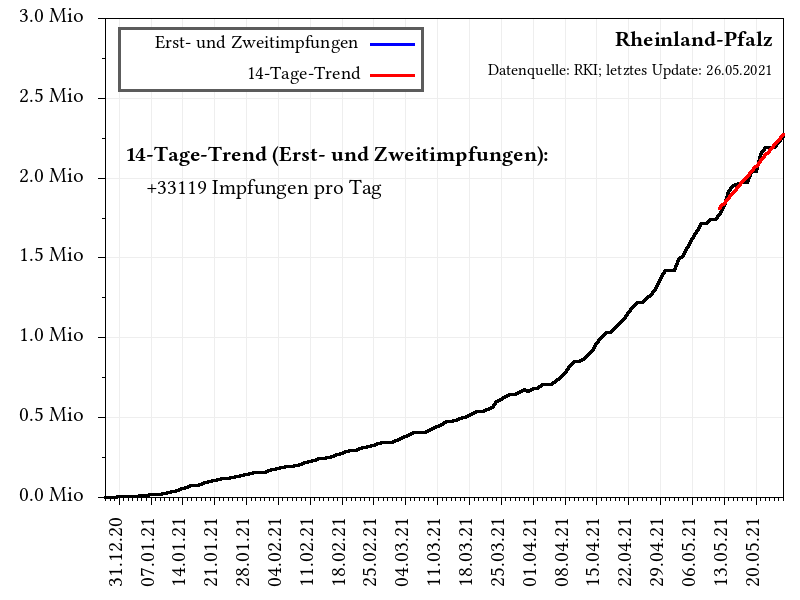 3.0 Mio
2.5 Mio
2.0 Mio
1.5 Mio
1.0 Mio
0.5 Mio
0.0 Mio
Erst- und Zweitimpfungen
14-Tage-Trend
Rheinland-Pfalz
Datenquelle: RKI; letztes Update: 26.05.2021
14-Tage-Trend (Erst- und Zweitimpfungen):
+33119 Impfungen pro Tag
31.12.20
07.01.21
14.01.21
21.01.21
28.01.21
04.02.21
11.02.21
18.02.21
25.02.21
04.03.21
11.03.21
18.03.21
25.03.21
01.04.21
08.04.21
15.04.21
22.04.21
29.04.21
06.05.21
13.05.21
20.05.21